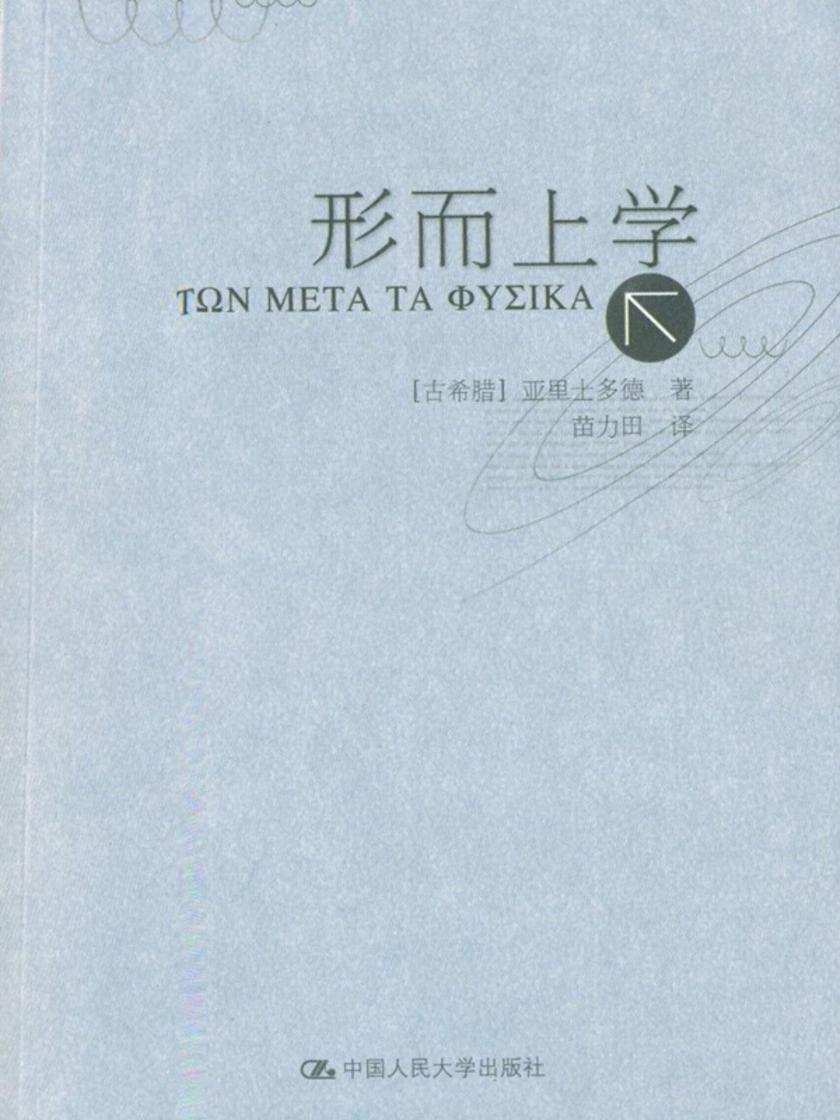 形而上学
ΤΩΝ ΜΕΤΑ ΤΑ ΦΥΣΙΚΑ
[古希腊] 亚里士多德 著
苗力田 译
中国人民大学出版社